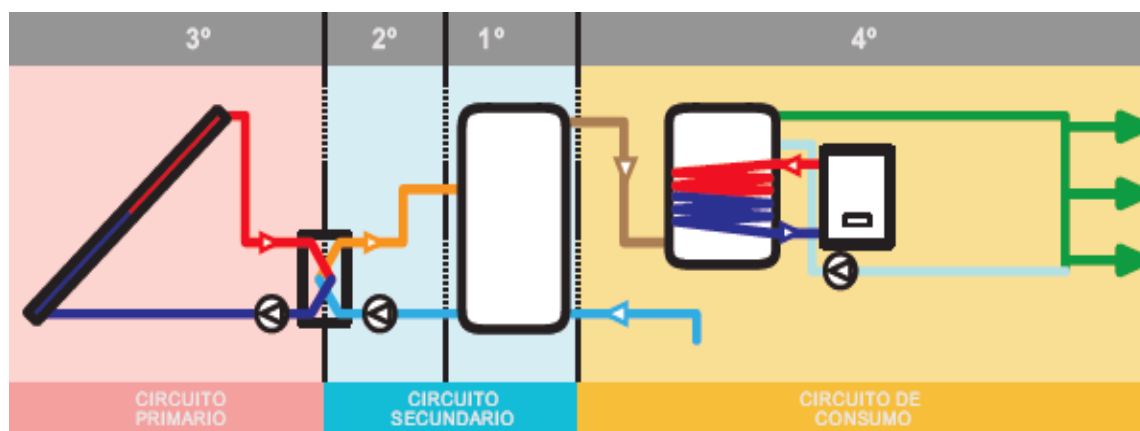 3º 2º 1º 4º
CIRCUITO
PRIMARIO
CIRCUITO
SECUNDARIO
CIRCUITO DE
CONSUMO